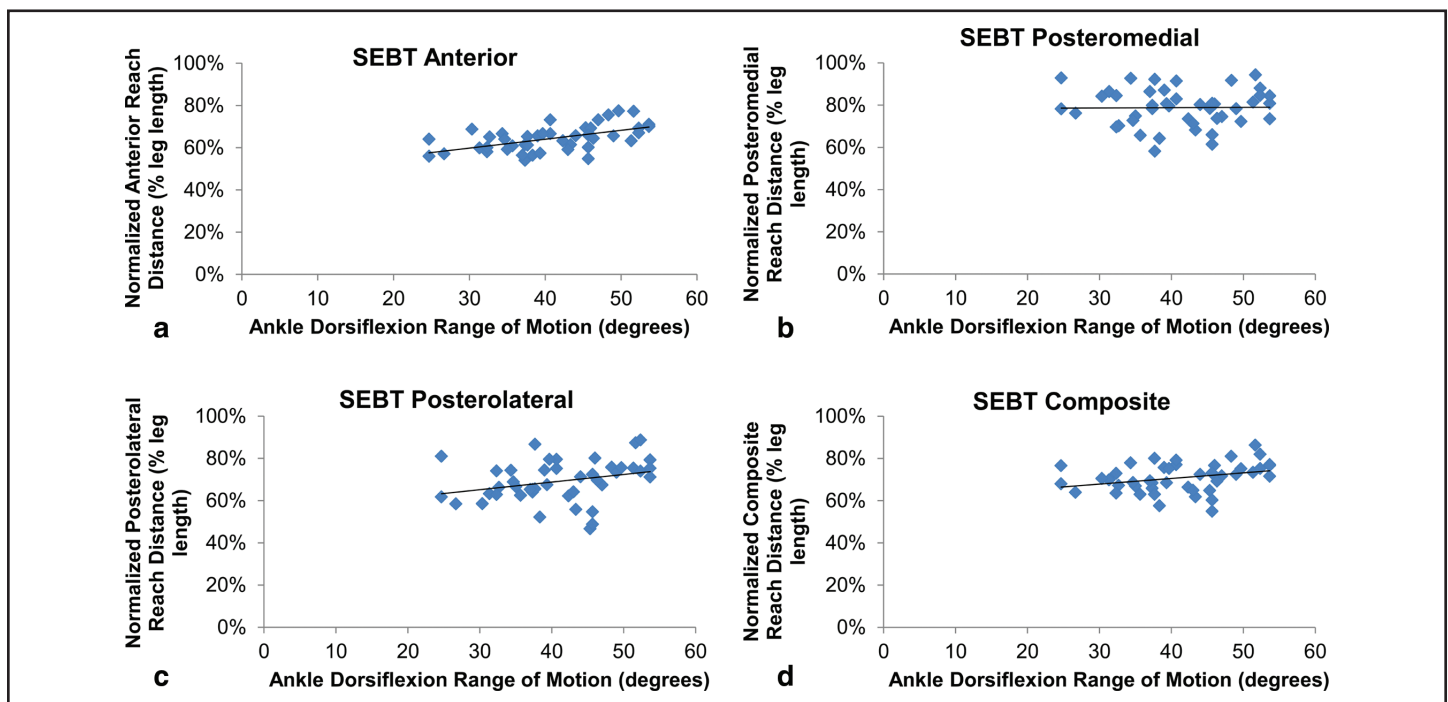 SEBT Anterior
Normalized Anterior Reach
Distance (% leg length)
100%
80%
60%
40%
20%
0%
0 10 20 30 40 50 60
Ankle Dorsiflexion Range of Motion (degrees)
a
SEBT Posteromedial
Normalized Posteromedial
Reach Distance (% leg
length)
100%
80%
60%
40%
20%
0%
0 10 20 30 40 50 60
Ankle Dorsiflexion Range of Motion (degrees)
b
SEBT Posterolateral
Normalized Posterolateral
Reach Distance (% leg
length)
100%
80%
60%
40%
20%
0%
0 10 20 30 40 50 60
Ankle Dorsiflexion Range of Motion (degrees)
c
SEBT Composite
Normalized Composite
Reach Distance (% leg
length)
100%
80%
60%
40%
20%
0%
0 10 20 30 40 50 60
Ankle Dorsiflexion Range of Motion (degrees)
d